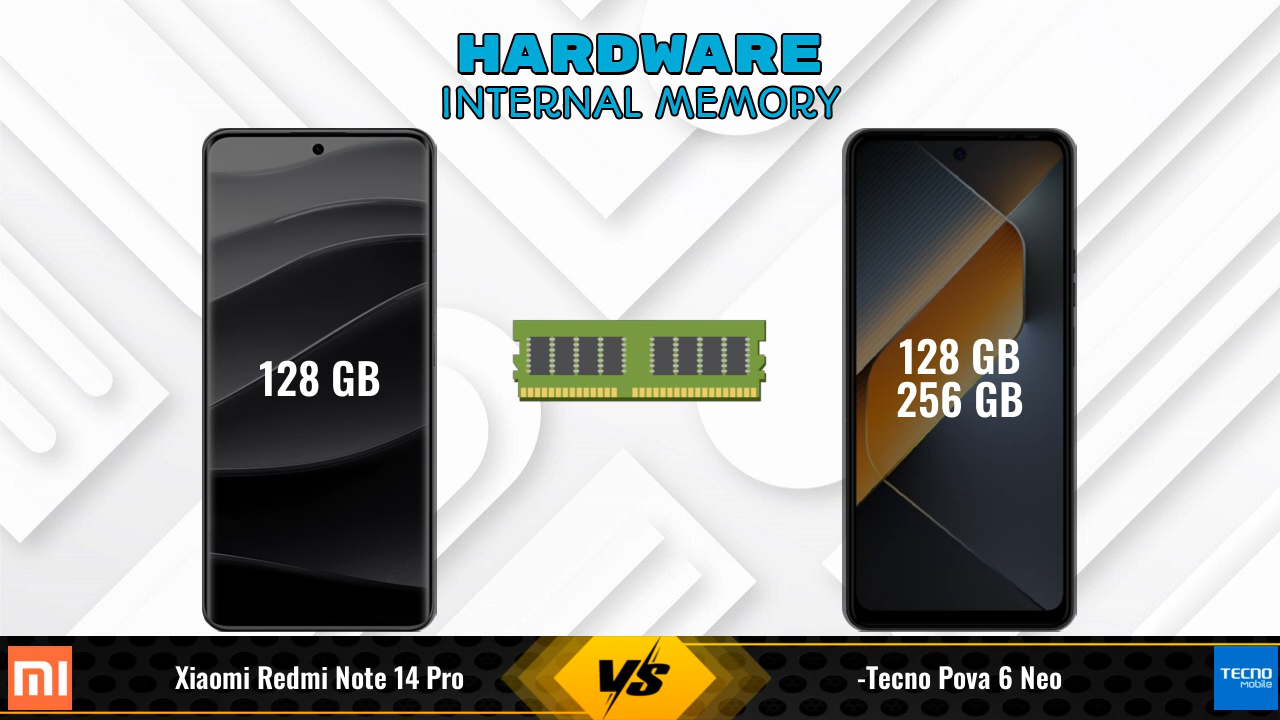 HARDWARE
INTERNAL MEMORY
128 GB
128 GB
256 GB
mi
Xiaomi Redmi Note 14 Pro
VS
-Tecno Pova 6 Neo
TECNO
mobile